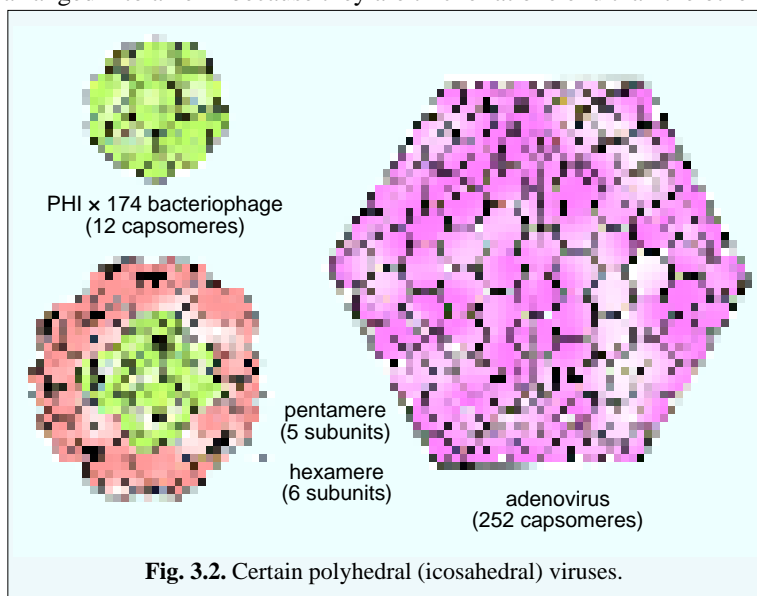 PHI × 174 bacteriophage
(12 capsomeres)
pentamere
(5 subunits)
hexamere
(6 subunits)
adenovirus
(252 capsomeres)
Fig. 3.2. Certain polyhedral (icosahedral) viruses.